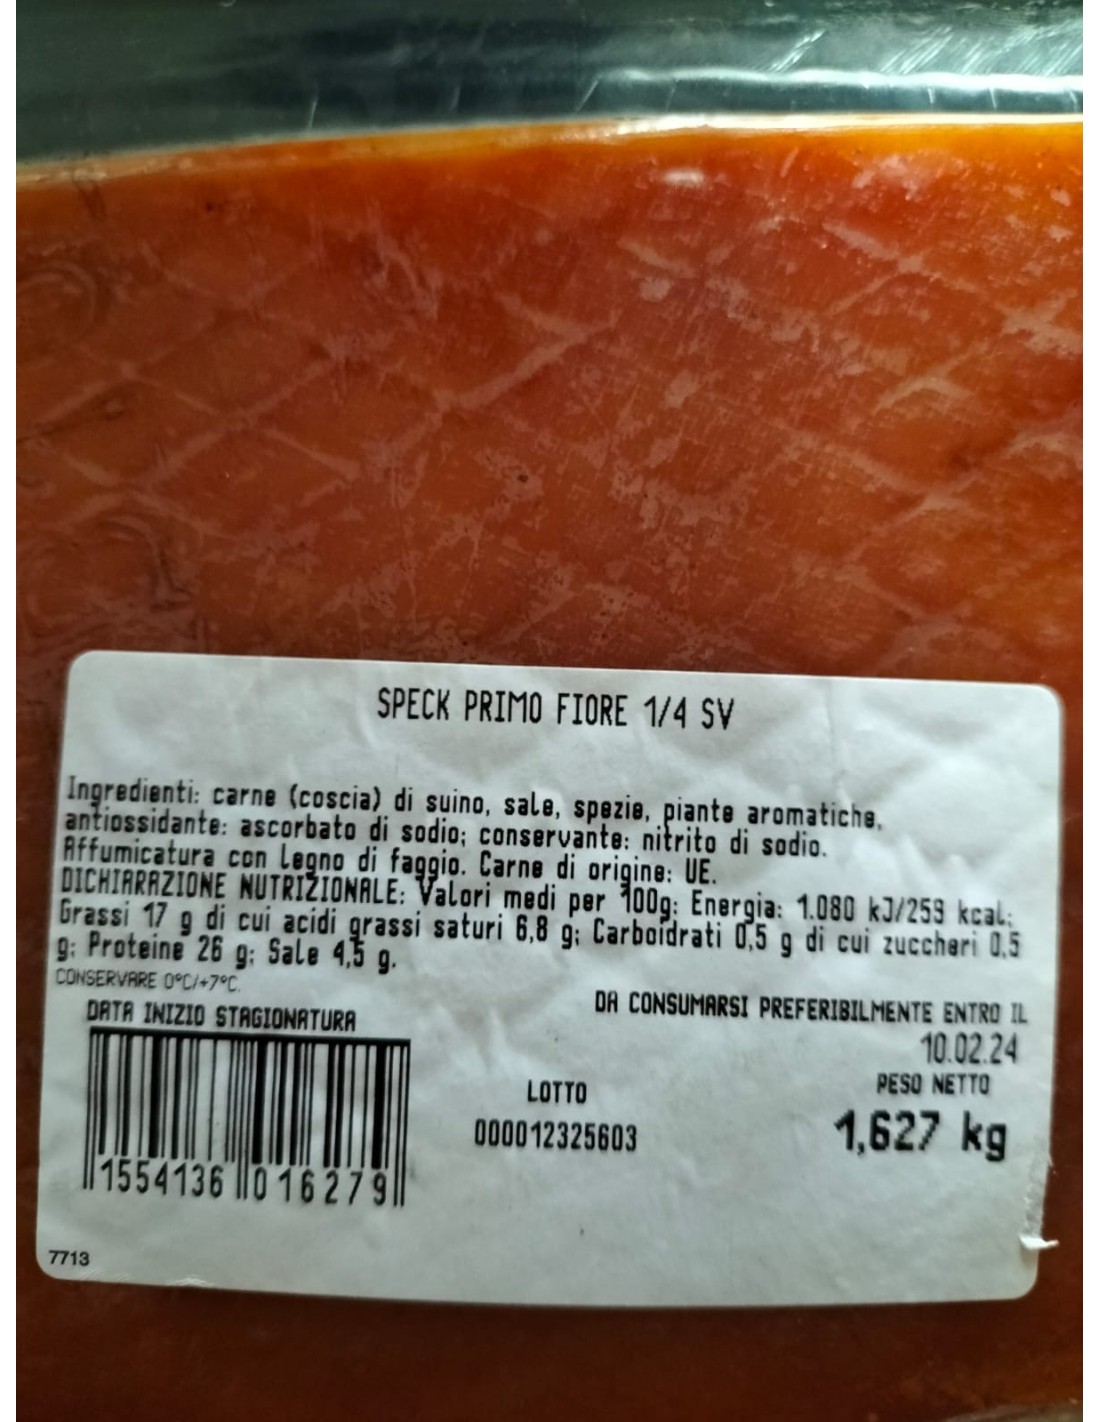 SPECK PRIMO FIORE 1/4 SV
Ingredienti: carne (coscia) di suino, sale, spezie, piante aromatiche,
antiossidante: ascorbato di sodio; conservante: nitrito di sodio.
Affumicatura con legno di faggio. Carne di origine: UE.
DICHIARAZIONE NUTRIZIONALE: Valori medi per 100g: Energia: 1.080 kJ/259 kcal;
Grassi 17 g di cui acidi grassi saturi 6,8 g; Carboidrati 0,5 g di cui zuccheri 0,5
g; Proteine 26 g; Sale 4,5 g.
CONSERVARE 0°C/+7°C.
DATA INIZIO STAGIONATURA
DA CONSUMARSI PREFERIBILMENTE ENTRO IL
10.02.24
LOTTO
PESO NETTO
000012325603
1,627 kg
1554136 016279
7713